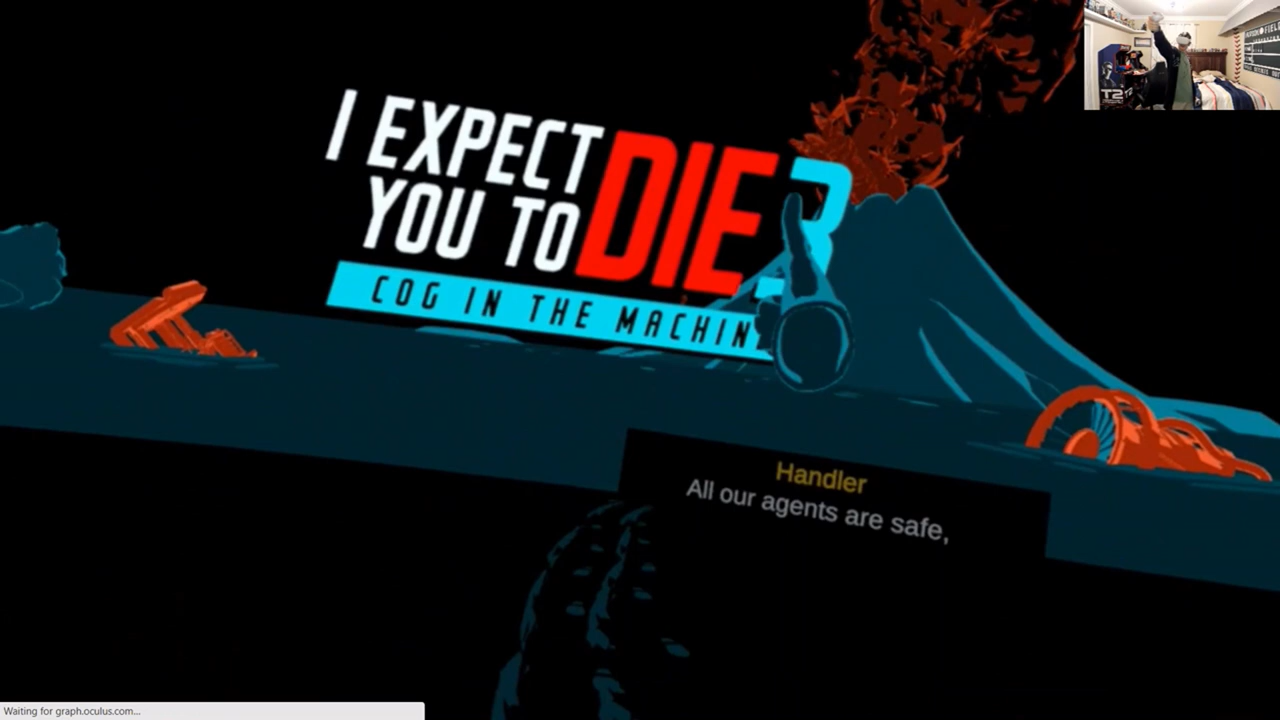 I EXPECT
YOU TO DIE 3
COG IN THE MACHIN
Handler
All our agents are safe,
Waiting for graph.oculus.com...
T2